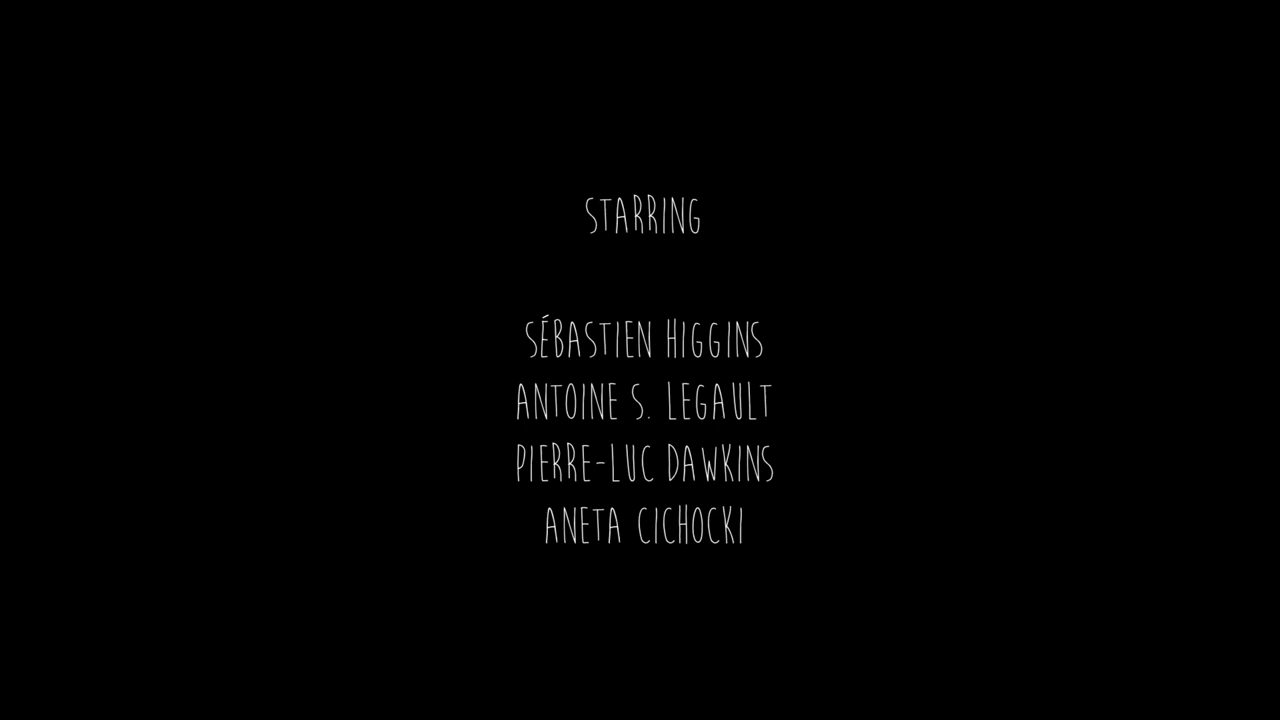 STARRING
SÉBASTIEN HIGGINS
ANTOINE S. LEGAULT
PIERRE-LUC DAWKINS
ANETA CICHOCKI